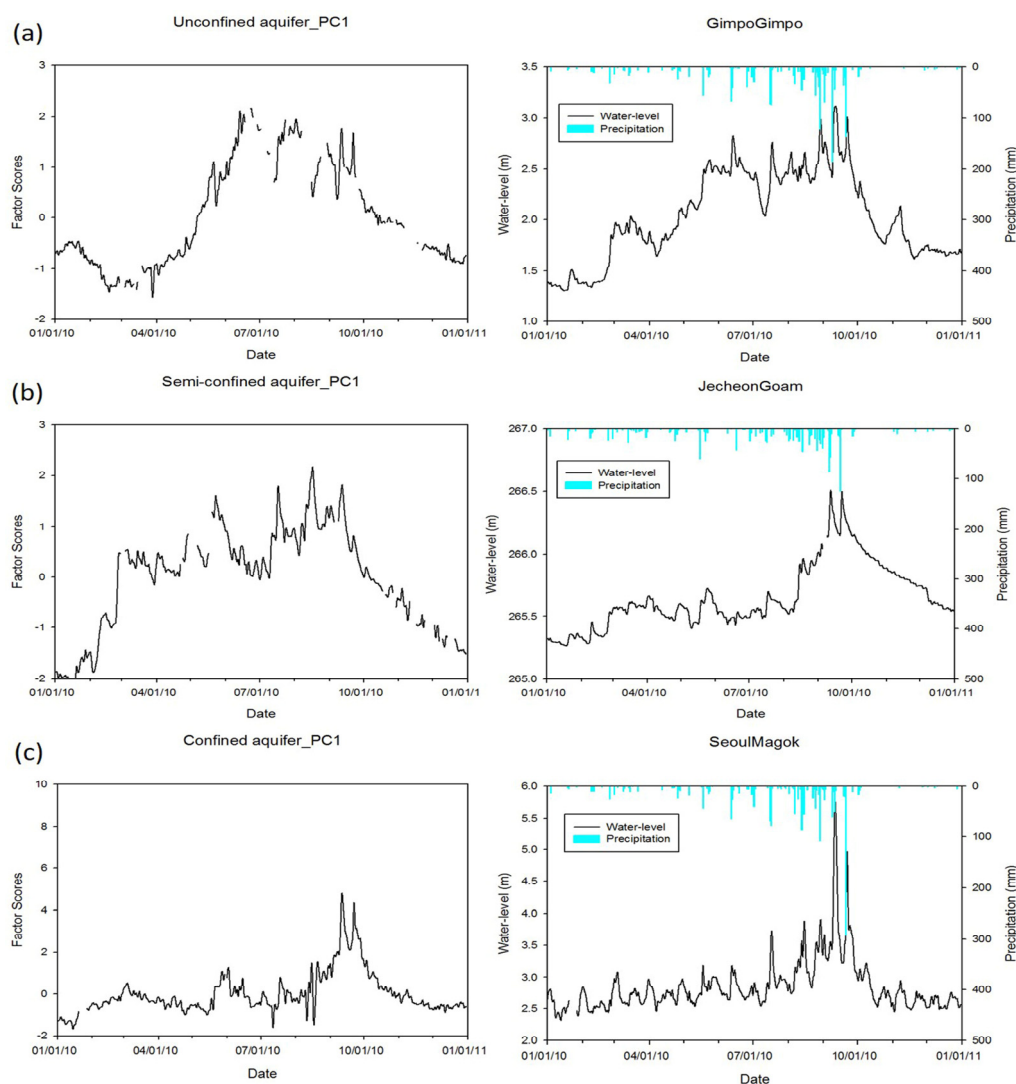 (a)
Unconfined aquifer_PC1
3
2
1
0
-1
-2
Factor Scores
01/01/10 04/01/10 07/01/10 10/01/10 01/01/11
Date
GimpoGimpo
3.5
3.0
2.5
2.0
1.5
1.0
Water-level (m)
Water-level
Precipitation
0
100
200
300
400
500
Precipitation (mm)
01/01/10 04/01/10 07/01/10 10/01/10 01/01/11
Date
(b)
Semi-confined aquifer_PC1
3
2
1
0
-1
-2
Factor Scores
01/01/10 04/01/10 07/01/10 10/01/10 01/01/1
Date
JecheonGoam
267.0
266.5
266.0
265.5
265.0
Water-level (m)
Water-level
Precipitation
0
100
200
300
400
500
Precipitation (mm)
01/01/10 04/01/10 07/01/10 10/01/10 01/01/11
Date
(c)
Confined aquifer_PC1
10
8
6
4
2
0
-2
Factor Scores
01/01/10 04/01/10 07/01/10 10/01/10 01/01/11
Date
SeoulMagok
6.0
5.5
5.0
4.5
4.0
3.5
3.0
2.5
2.0
Water-level (m)
Water-level
Precipitation
0
100
200
300
400
500
Precipitation (mm)
01/01/10 04/01/10 07/01/10 10/01/10 01/01/11
Date